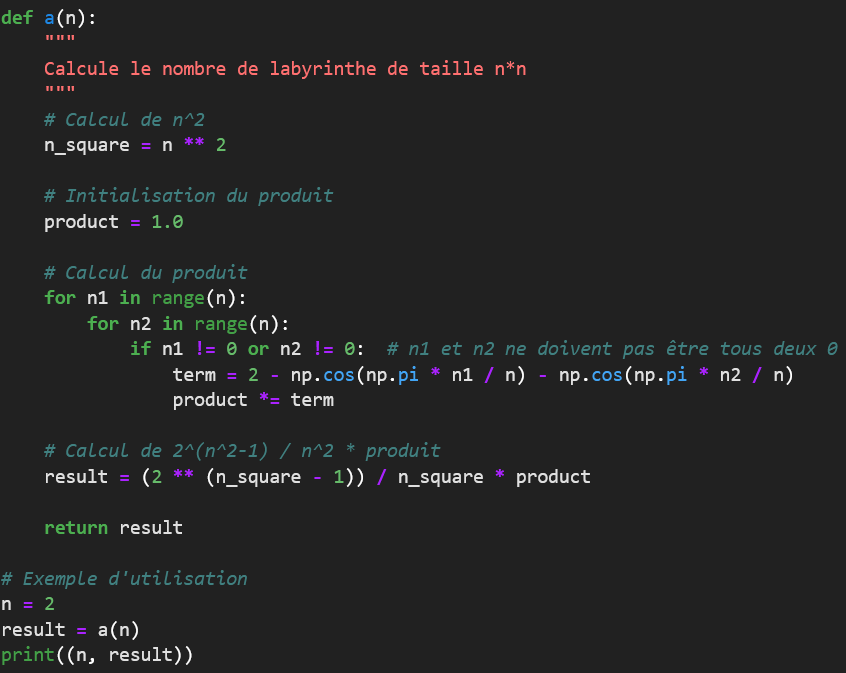 def a(n):
    """
    Calcule le nombre de labyrinthe de taille n*n
    """
    # Calcul de n^2
    n_square = n ** 2

    # Initialisation du produit
    product = 1.0

    # Calcul du produit
    for n1 in range(n):
        for n2 in range(n):
            if n1 != 0 or n2 != 0:  # n1 et n2 ne doivent pas être tous deux 0
                term = 2 - np.cos(np.pi * n1 / n) - np.cos(np.pi * n2 / n)
                product *= term

    # Calcul de 2^(n^2-1) / n^2 * produit
    result = (2 ** (n_square - 1)) / n_square * product

    return result

# Exemple d'utilisation
n = 2
result = a(n)
print((n, result))